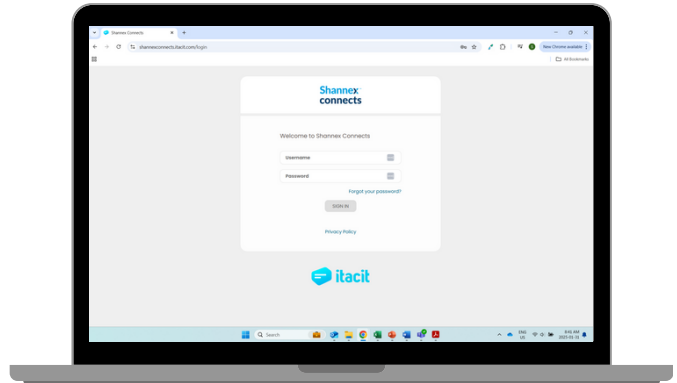 Shannex Connects
shannexconnects.itacit.com/login
New Chrome available
All Bookmarks
Shannex
connects
Welcome to Shannex Connects
Username
Password
Forgot your password?
SIGN IN
Privacy Policy
itacit
Search
ENG
US